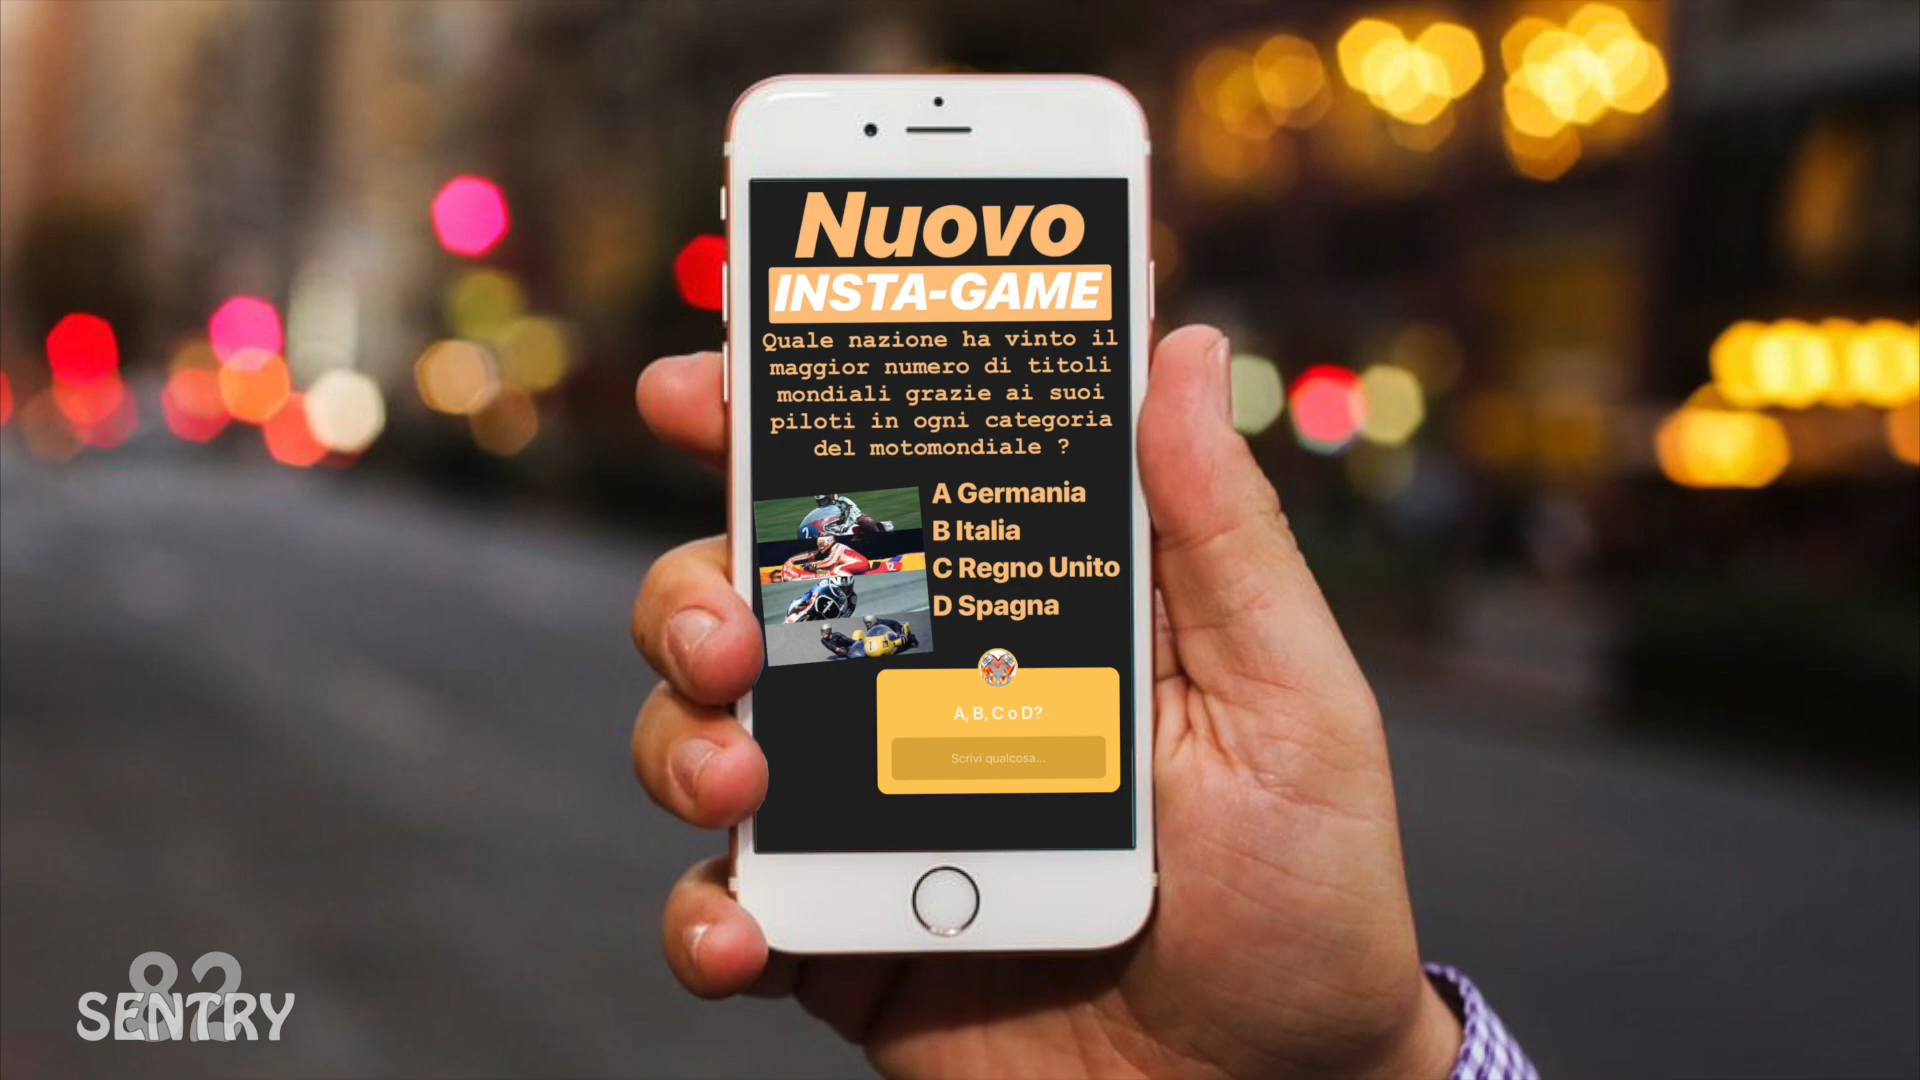 Nuovo
INSTA-GAME
Quale nazione ha vinto il
maggior numero di titoli
mondiali grazie ai suoi
piloti in ogni categoria
del motomondiale ?
A Germania
B Italia
C Regno Unito
D Spagna
A, B, C o D?
Scrivi qualcosa...
82
SENTRY